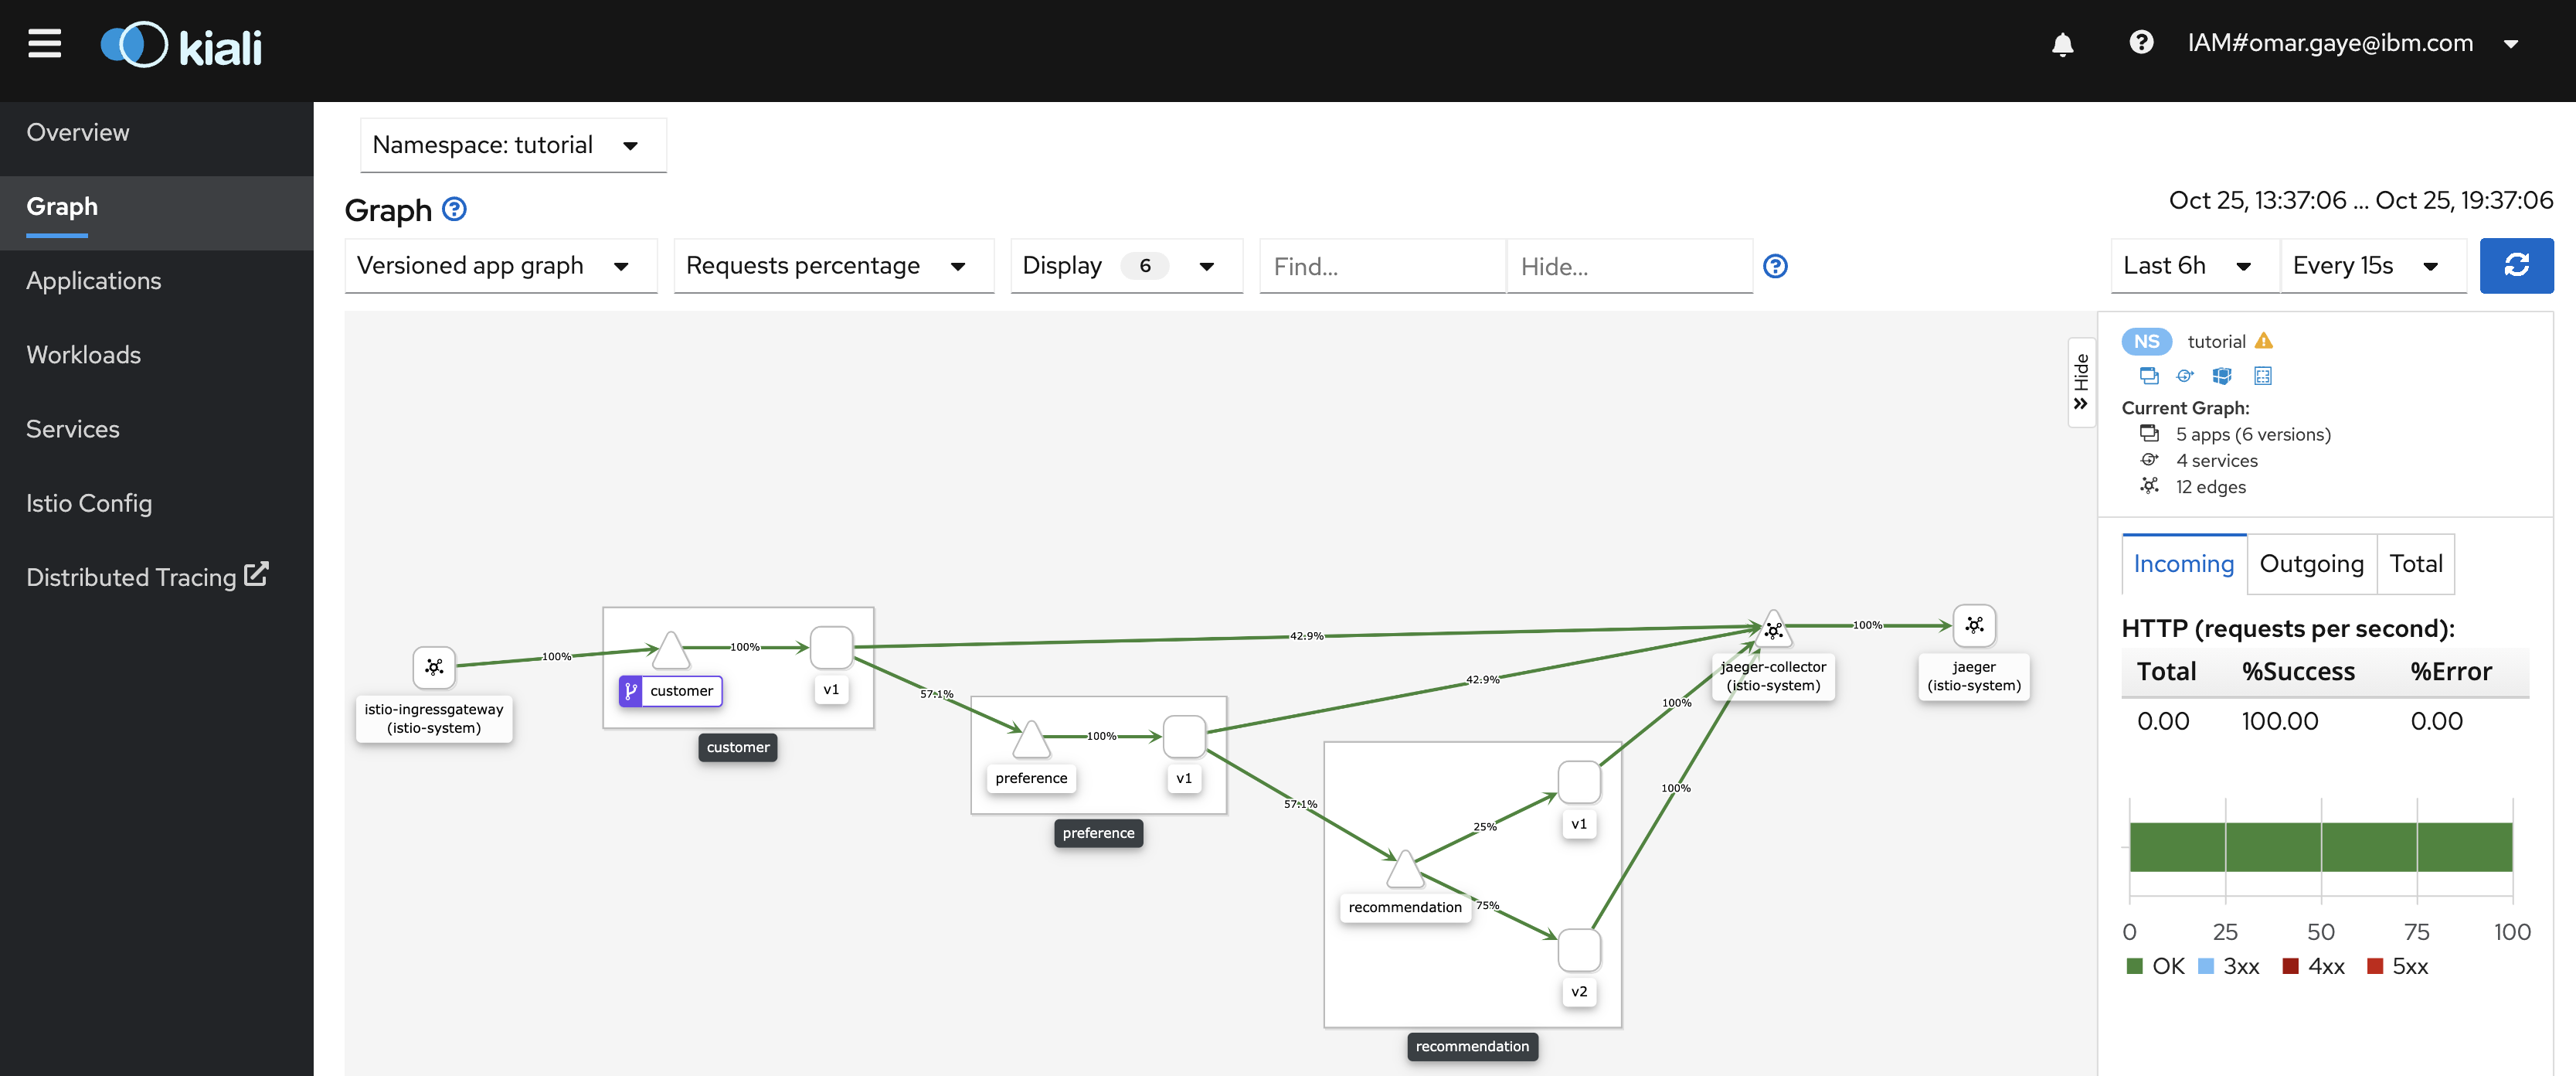 kiali
IAM#omar.gaye@ibm.com
Overview
Graph
Applications
Workloads
Services
Istio Config
Distributed Tracing
Namespace: tutorial
Graph
Oct 25, 13:37:06 ... Oct 25, 19:37:06
Versioned app graph
Requests percentage
Display 6
Find...
Hide...
Last 6h
Every 15s
Hide
NS tutorial
Current Graph:
5 apps (6 versions)
4 services
12 edges
Incoming
Outgoing
Total
HTTP (requests per second):
Total %Success %Error
0.00 100.00 0.00
0 25 50 75 100
OK 3xx 4xx 5xx
istio-ingressgateway
(istio-system)
100%
customer
100%
v1
customer
42.9%
57.1%
preference
100%
v1
preference
42.9%
57.1%
recommendation
25%
75%
v1
v2
recommendation
100%
100%
jaeger-collector
(istio-system)
100%
jaeger
(istio-system)